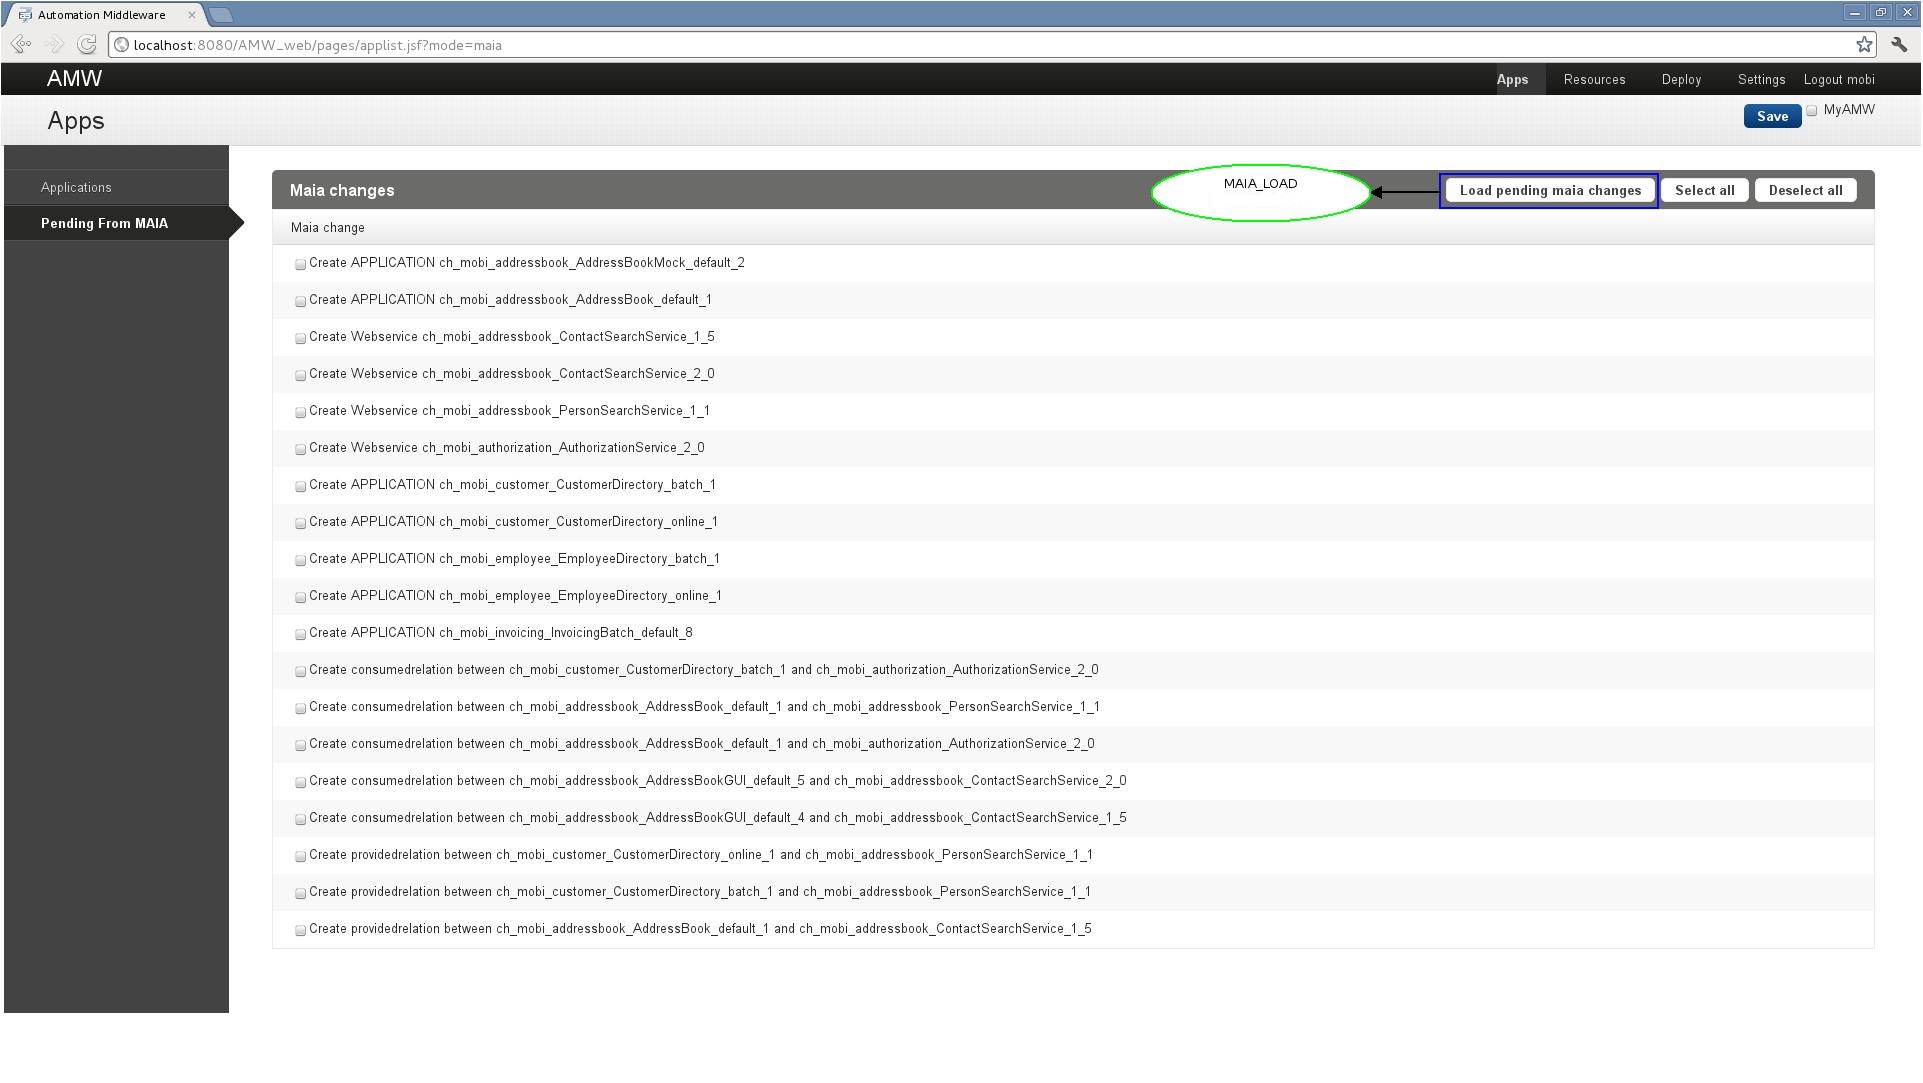 Automation Middleware
localhost:8080/AMW_web/pages/applist.jsf?mode=maia
AMW
Apps Resources Deploy Settings Logout mobi
Apps
Save MyAMW
Applications
Pending From MAIA
Maia changes
MAIA_LOAD
Load pending maia changes Select all Deselect all
Maia change
Create APPLICATION ch_mobi_addressbook_AddressBookMock_default_2
Create APPLICATION ch_mobi_addressbook_AddressBook_default_1
Create Webservice ch_mobi_addressbook_ContactSearchService_1_5
Create Webservice ch_mobi_addressbook_ContactSearchService_2_0
Create Webservice ch_mobi_addressbook_PersonSearchService_1_1
Create Webservice ch_mobi_authorization_AuthorizationService_2_0
Create APPLICATION ch_mobi_customer_CustomerDirectory_batch_1
Create APPLICATION ch_mobi_customer_CustomerDirectory_online_1
Create APPLICATION ch_mobi_employee_EmployeeDirectory_batch_1
Create APPLICATION ch_mobi_employee_EmployeeDirectory_online_1
Create APPLICATION ch_mobi_invoicing_InvoicingBatch_default_8
Create consumedrelation between ch_mobi_customer_CustomerDirectory_batch_1 and ch_mobi_authorization_AuthorizationService_2_0
Create consumedrelation between ch_mobi_addressbook_AddressBook_default_1 and ch_mobi_addressbook_PersonSearchService_1_1
Create consumedrelation between ch_mobi_addressbook_AddressBook_default_1 and ch_mobi_authorization_AuthorizationService_2_0
Create consumedrelation between ch_mobi_addressbook_AddressBookGUI_default_5 and ch_mobi_addressbook_ContactSearchService_2_0
Create consumedrelation between ch_mobi_addressbook_AddressBookGUI_default_4 and ch_mobi_addressbook_ContactSearchService_1_5
Create providedrelation between ch_mobi_customer_CustomerDirectory_online_1 and ch_mobi_addressbook_PersonSearchService_1_1
Create providedrelation between ch_mobi_customer_CustomerDirectory_batch_1 and ch_mobi_addressbook_PersonSearchService_1_1
Create providedrelation between ch_mobi_addressbook_AddressBook_default_1 and ch_mobi_addressbook_ContactSearchService_1_5